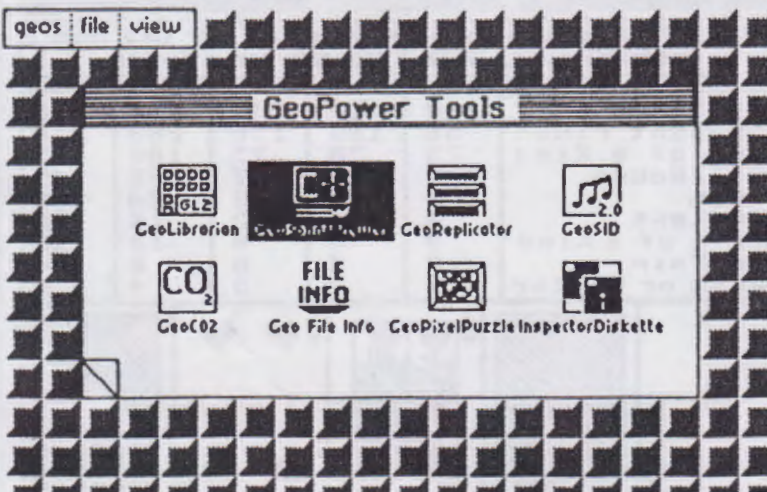 geos file view
GeoPower Tools
GLZ
2.0
GeoLibrarian GeoReplicator GeoSID
CO2 FILE INFO
GeoCO2 Geo File Info GeoPixelPuzzle InspectorDiskette